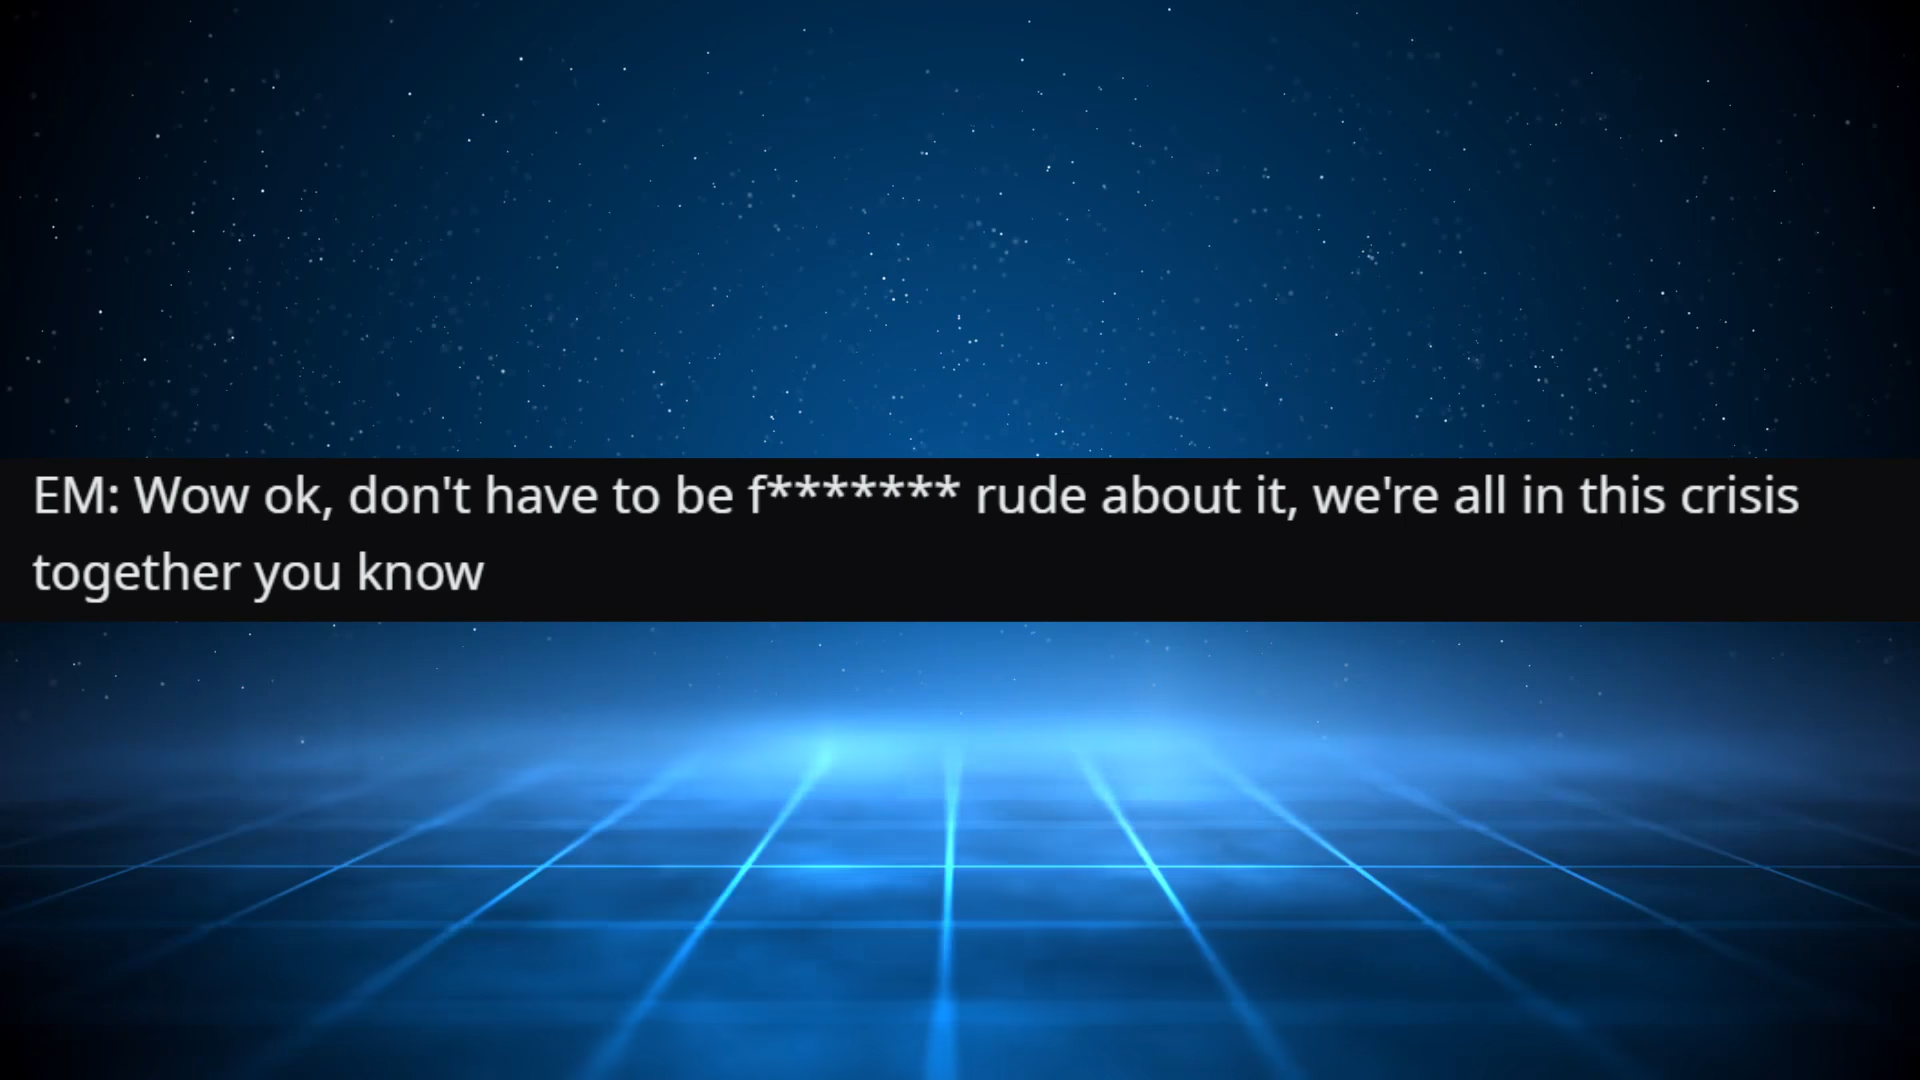 EM: Wow ok, don't have to be f******* rude about it, we're all in this crisis
together you know